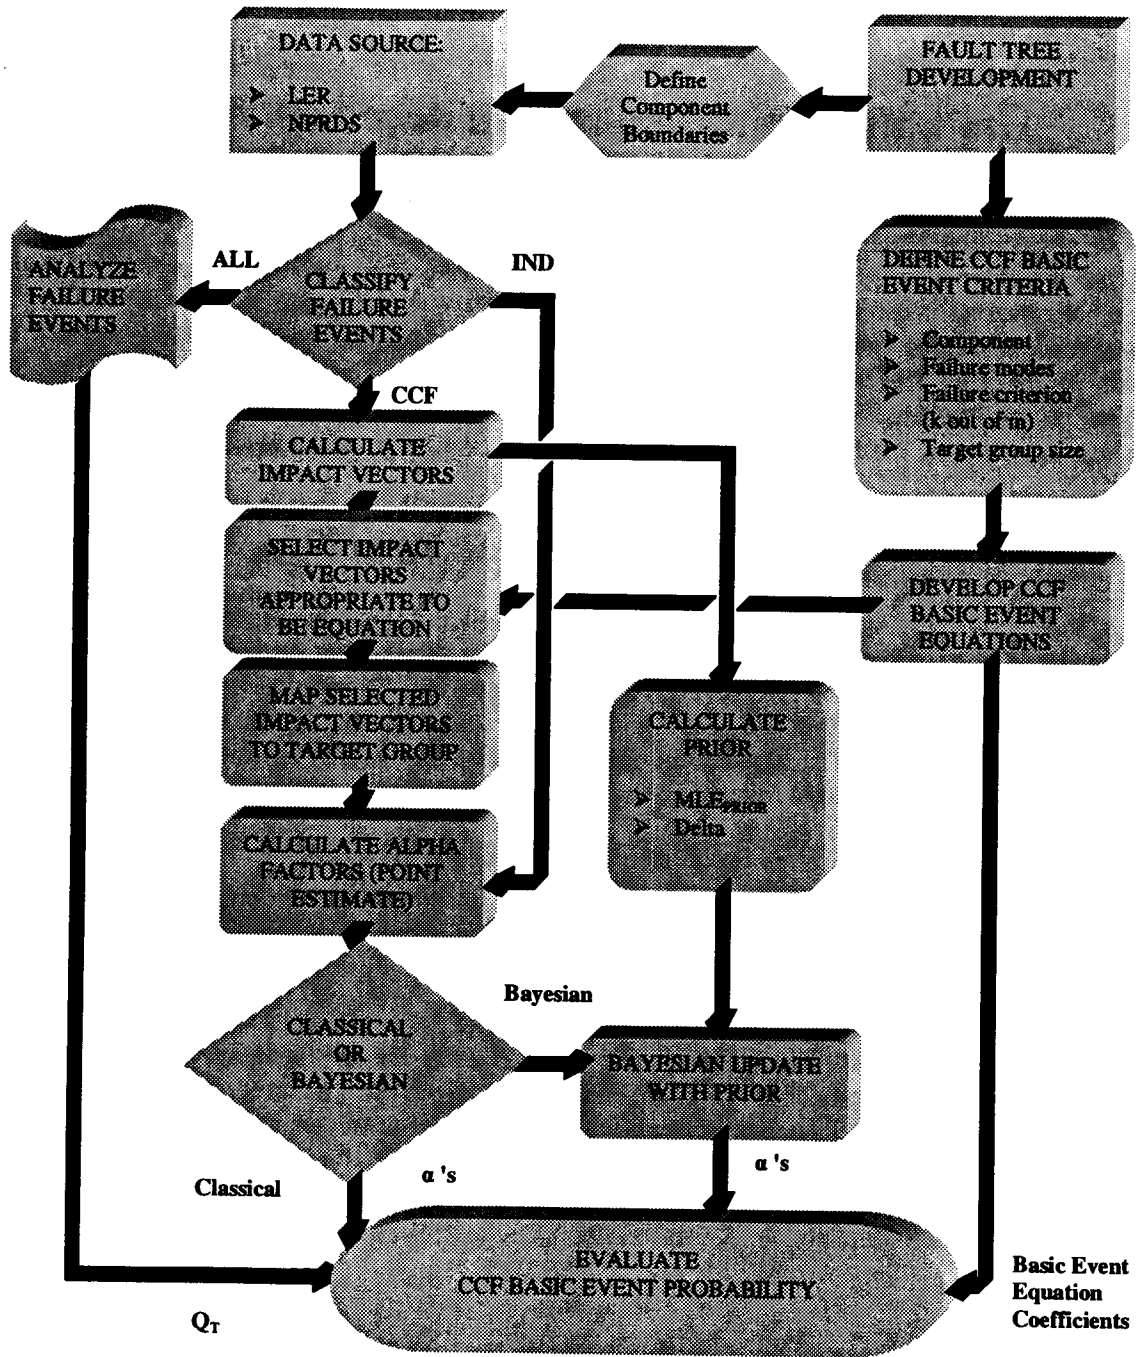 DATA SOURCE:
➢ LER
➢ NPRDS
Define
Component
Boundaries
FAULT TREE
DEVELOPMENT
ANALYZE
FAILURE
EVENTS
ALL
CLASSIFY
FAILURE
EVENTS
IND
CCF
DEFINE CCF BASIC
EVENT CRITERIA
➢ Component
➢ Failure modes
➢ Failure criterion
(k out of m)
➢ Target group size
CALCULATE
IMPACT VECTORS
SELECT IMPACT
VECTORS
APPROPRIATE TO
BE EQUATION
DEVELOP CCF
BASIC EVENT
EQUATIONS
MAP SELECTED
IMPACT VECTORS
TO TARGET GROUP
CALCULATE
PRIOR
➢ MLE_PRIOR
➢ Delta
CALCULATE ALPHA
FACTORS (POINT
ESTIMATE)
CLASSICAL
OR
BAYESIAN
Bayesian
BAYESIAN UPDATE
WITH PRIOR
Classical
α 's
α 's
EVALUATE
CCF BASIC EVENT PROBABILITY
Q_T
Basic Event
Equation
Coefficients